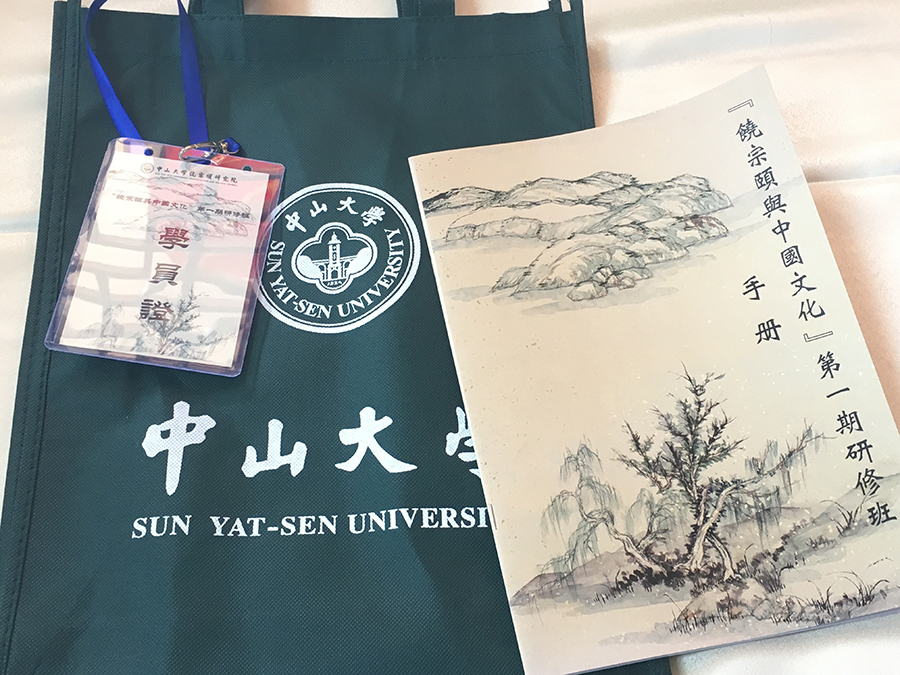 中山大學饒宗頤研究院
“饒宗頤與中國文化”第一期研修班
學員證
中山大學
SUN YAT-SEN UNIVERSITY
1924
中山大學
SUN YAT-SEN UNIVERSI
『饒宗頤與中國文化』第一期研修班
手册